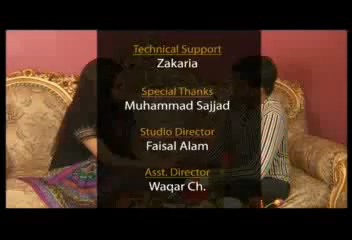 Technical Support
Zakaria
Special Thanks
Muhammad Sajjad
Studio Director
Faisal Alam
Asst. Director
Waqar Ch.